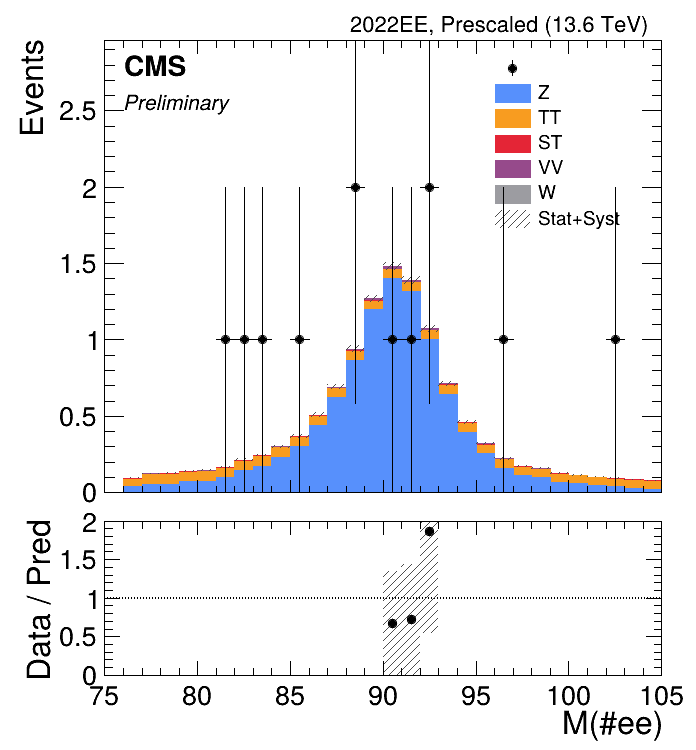 2022EE, Prescaled (13.6 TeV)
CMS
Preliminary
Events
2.5
2
1.5
1
0.5
0
Z
TT
ST
VV
W
Stat+Syst
Data / Pred
2
1.5
1
0.5
0
75 80 85 90 95 100 105
M(#ee)